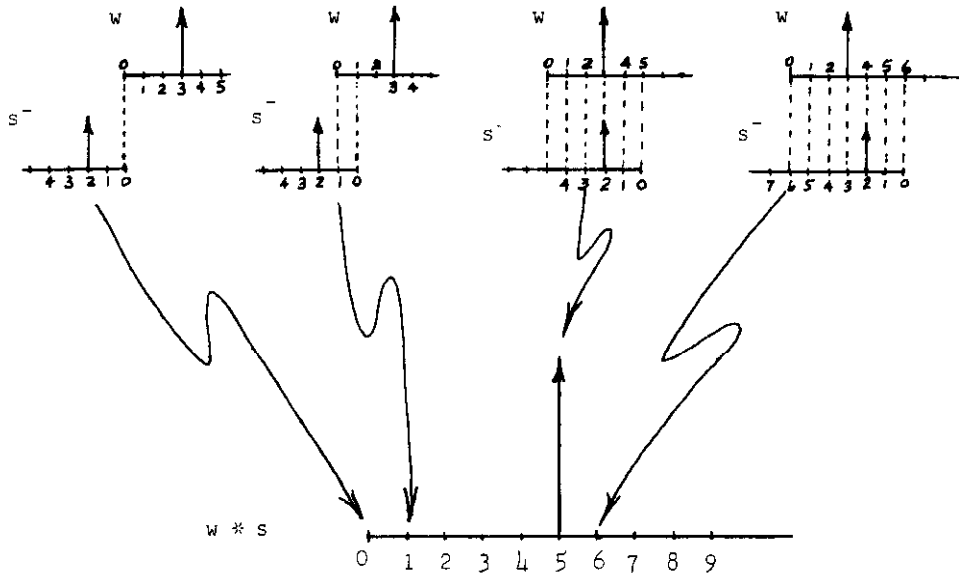 W W W W
0 0 1 2 0 1 2 4 5 0 1 2 4 5 6
1 2 3 4 5 3 4
S⁻ S⁻ S⁻ S⁻
4 3 2 1 0 4 3 2 1 0 4 3 2 1 0 7 6 5 4 3 2 1 0
W * S
0 1 2 3 4 5 6 7 8 9